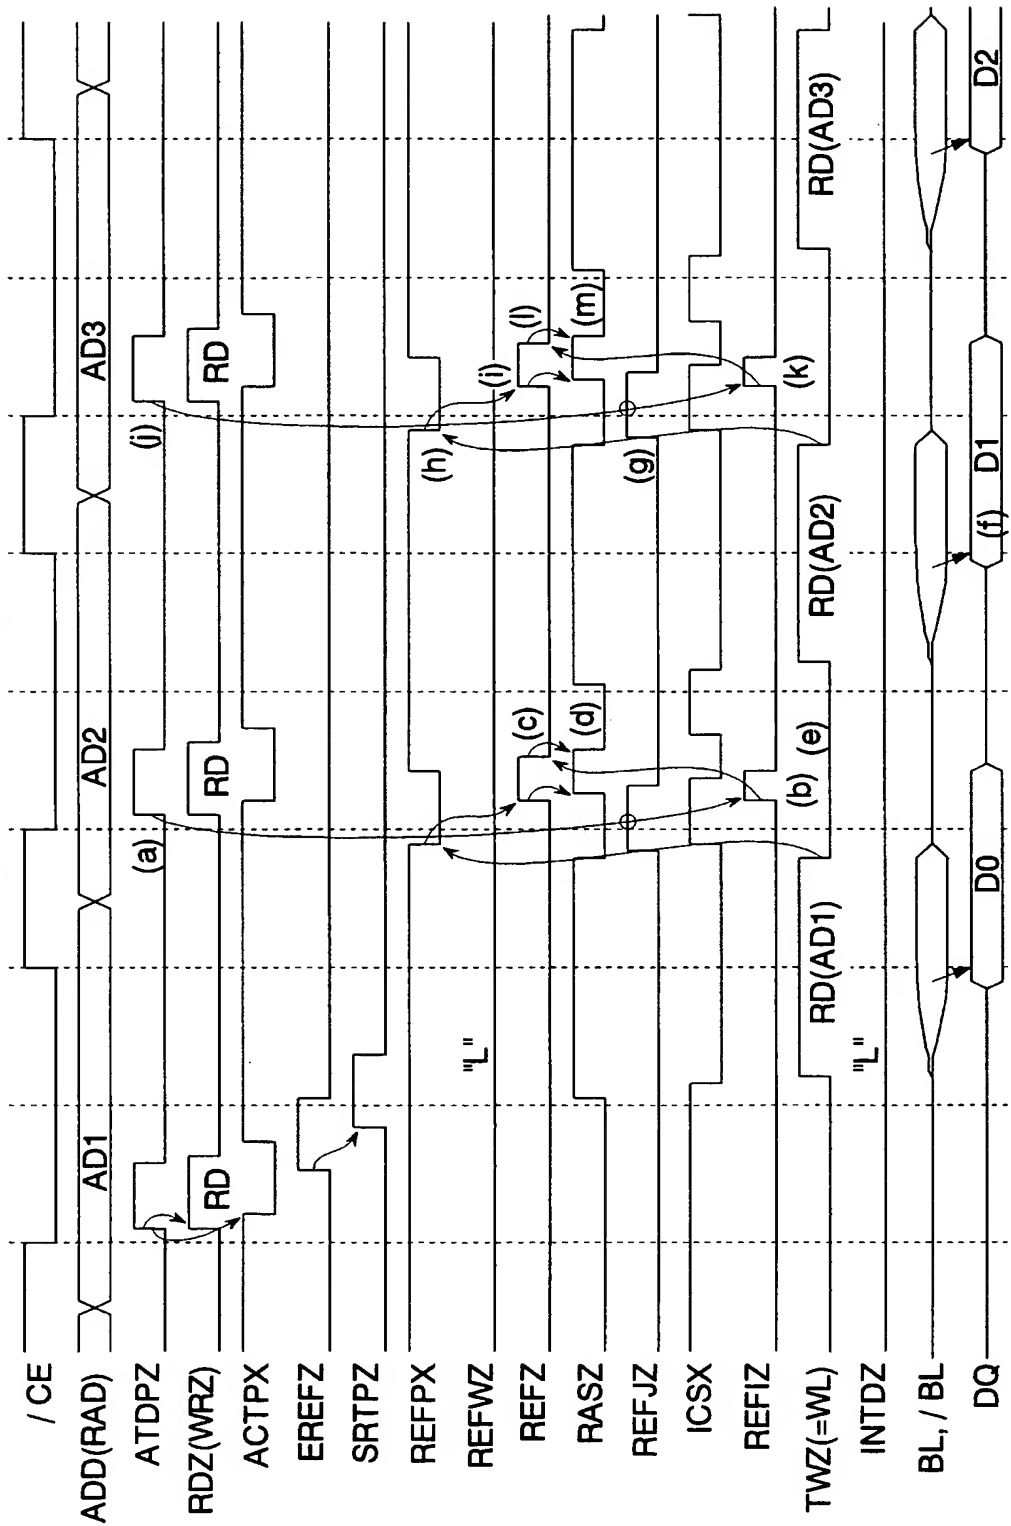 / CE
ADD(RAD) AD1 AD2 AD3
ATDPZ (a) (j)
RDZ(WRZ) RD RD RD
ACTPX
EREFZ
SRTPZ
REFPX (h)
REFWZ "L"
REFZ (c) (i) (l)
RASZ (d) (m)
REFJZ (g)
ICSX
REFIZ (b) (k)
TWZ(=WL) RD(AD1) (e) RD(AD2) RD(AD3)
INTDZ "L"
BL, / BL
DQ D0 D1 (f) D2